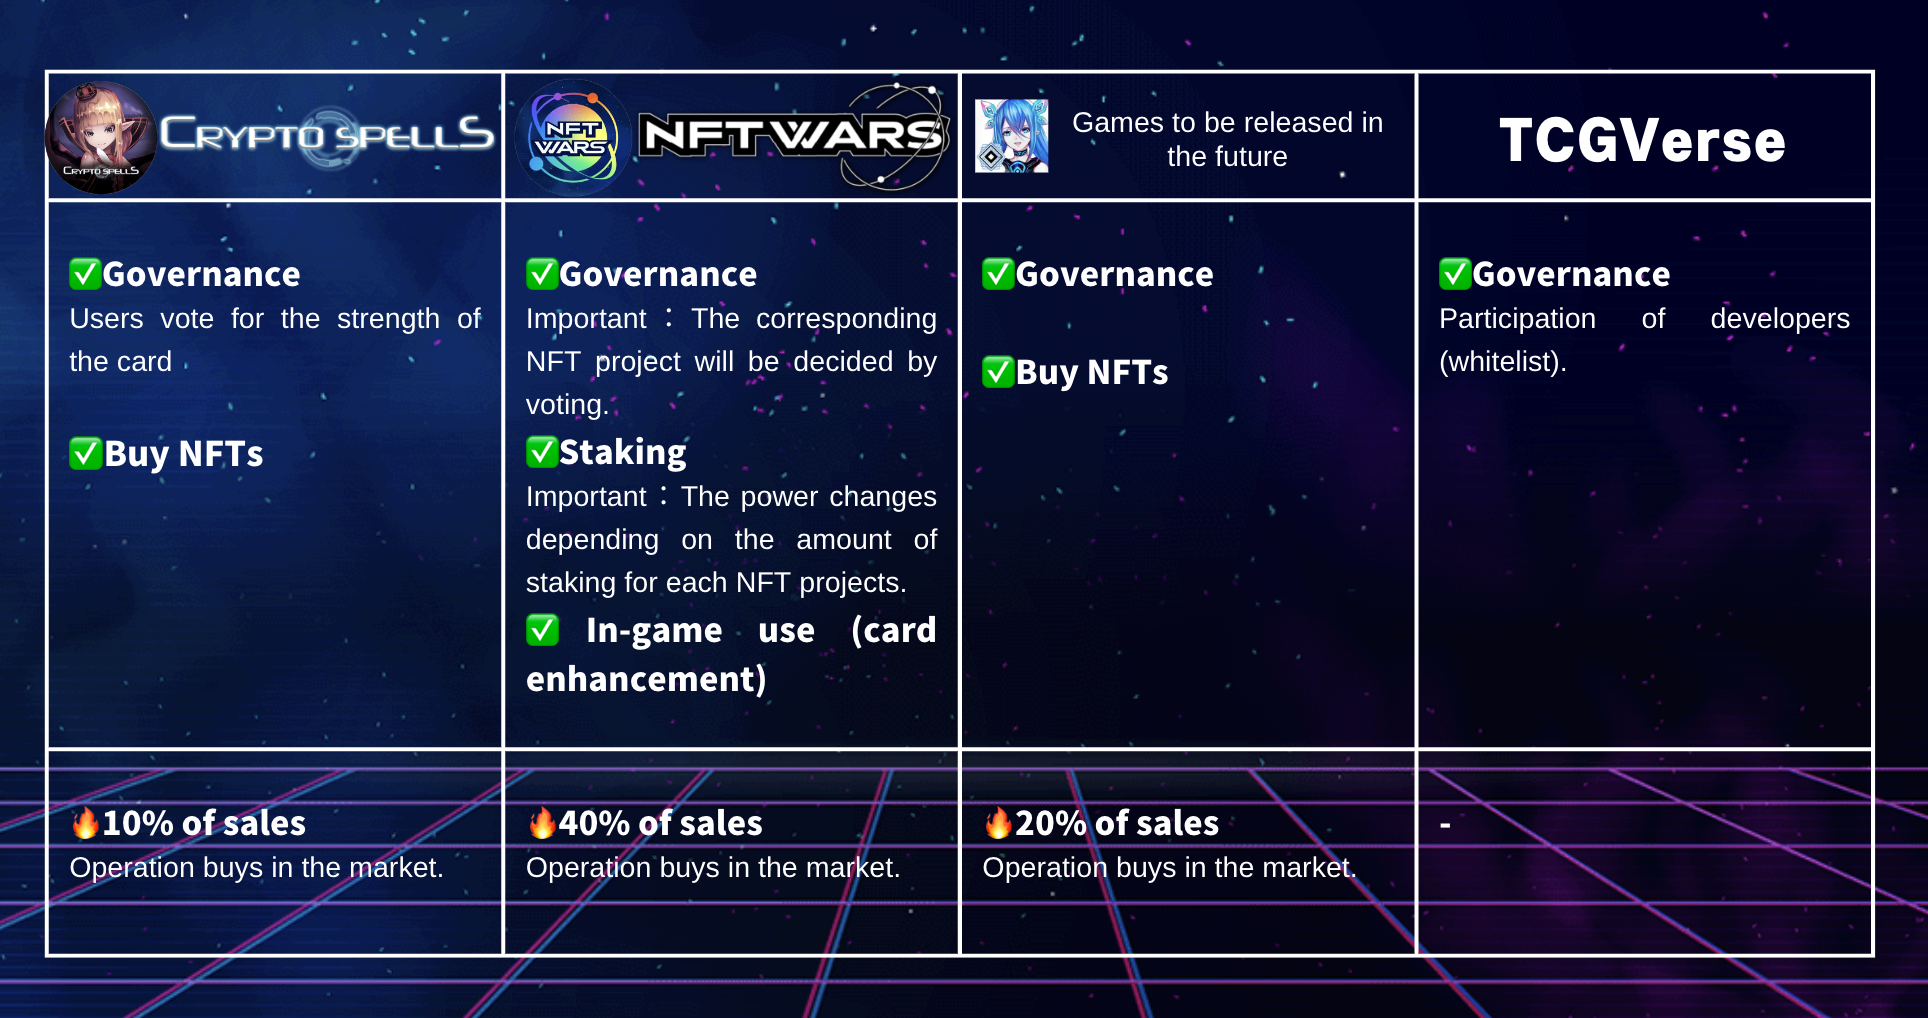 CRYPTO SPELLS
CRYPTO SPELLS
NFT
WARS
NFTWARS
Games to be released in
the future
TCGVerse
✅Governance
Users vote for the strength of
the card
✅Buy NFTs
✅Governance
Important：The corresponding
NFT project will be decided by
voting.
✅Staking
Important：The power changes
depending on the amount of
staking for each NFT projects.
✅ In-game use (card
enhancement)
✅Governance
✅Buy NFTs
✅Governance
Participation of developers
(whitelist).
🔥10% of sales
Operation buys in the market.
🔥40% of sales
Operation buys in the market.
🔥20% of sales
Operation buys in the market.
-